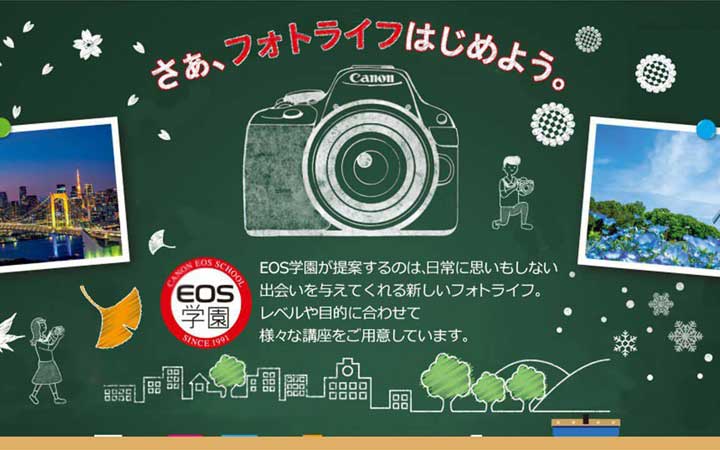 さあ、フォトライフはじめよう。
Canon
CANON EOS SCHOOL
EOS
学園
SINCE 1991
EOS学園が提案するのは、日常に思いもしない
出会いを与えてくれる新しいフォトライフ。
レベルや目的に合わせて
様々な講座をご用意しています。